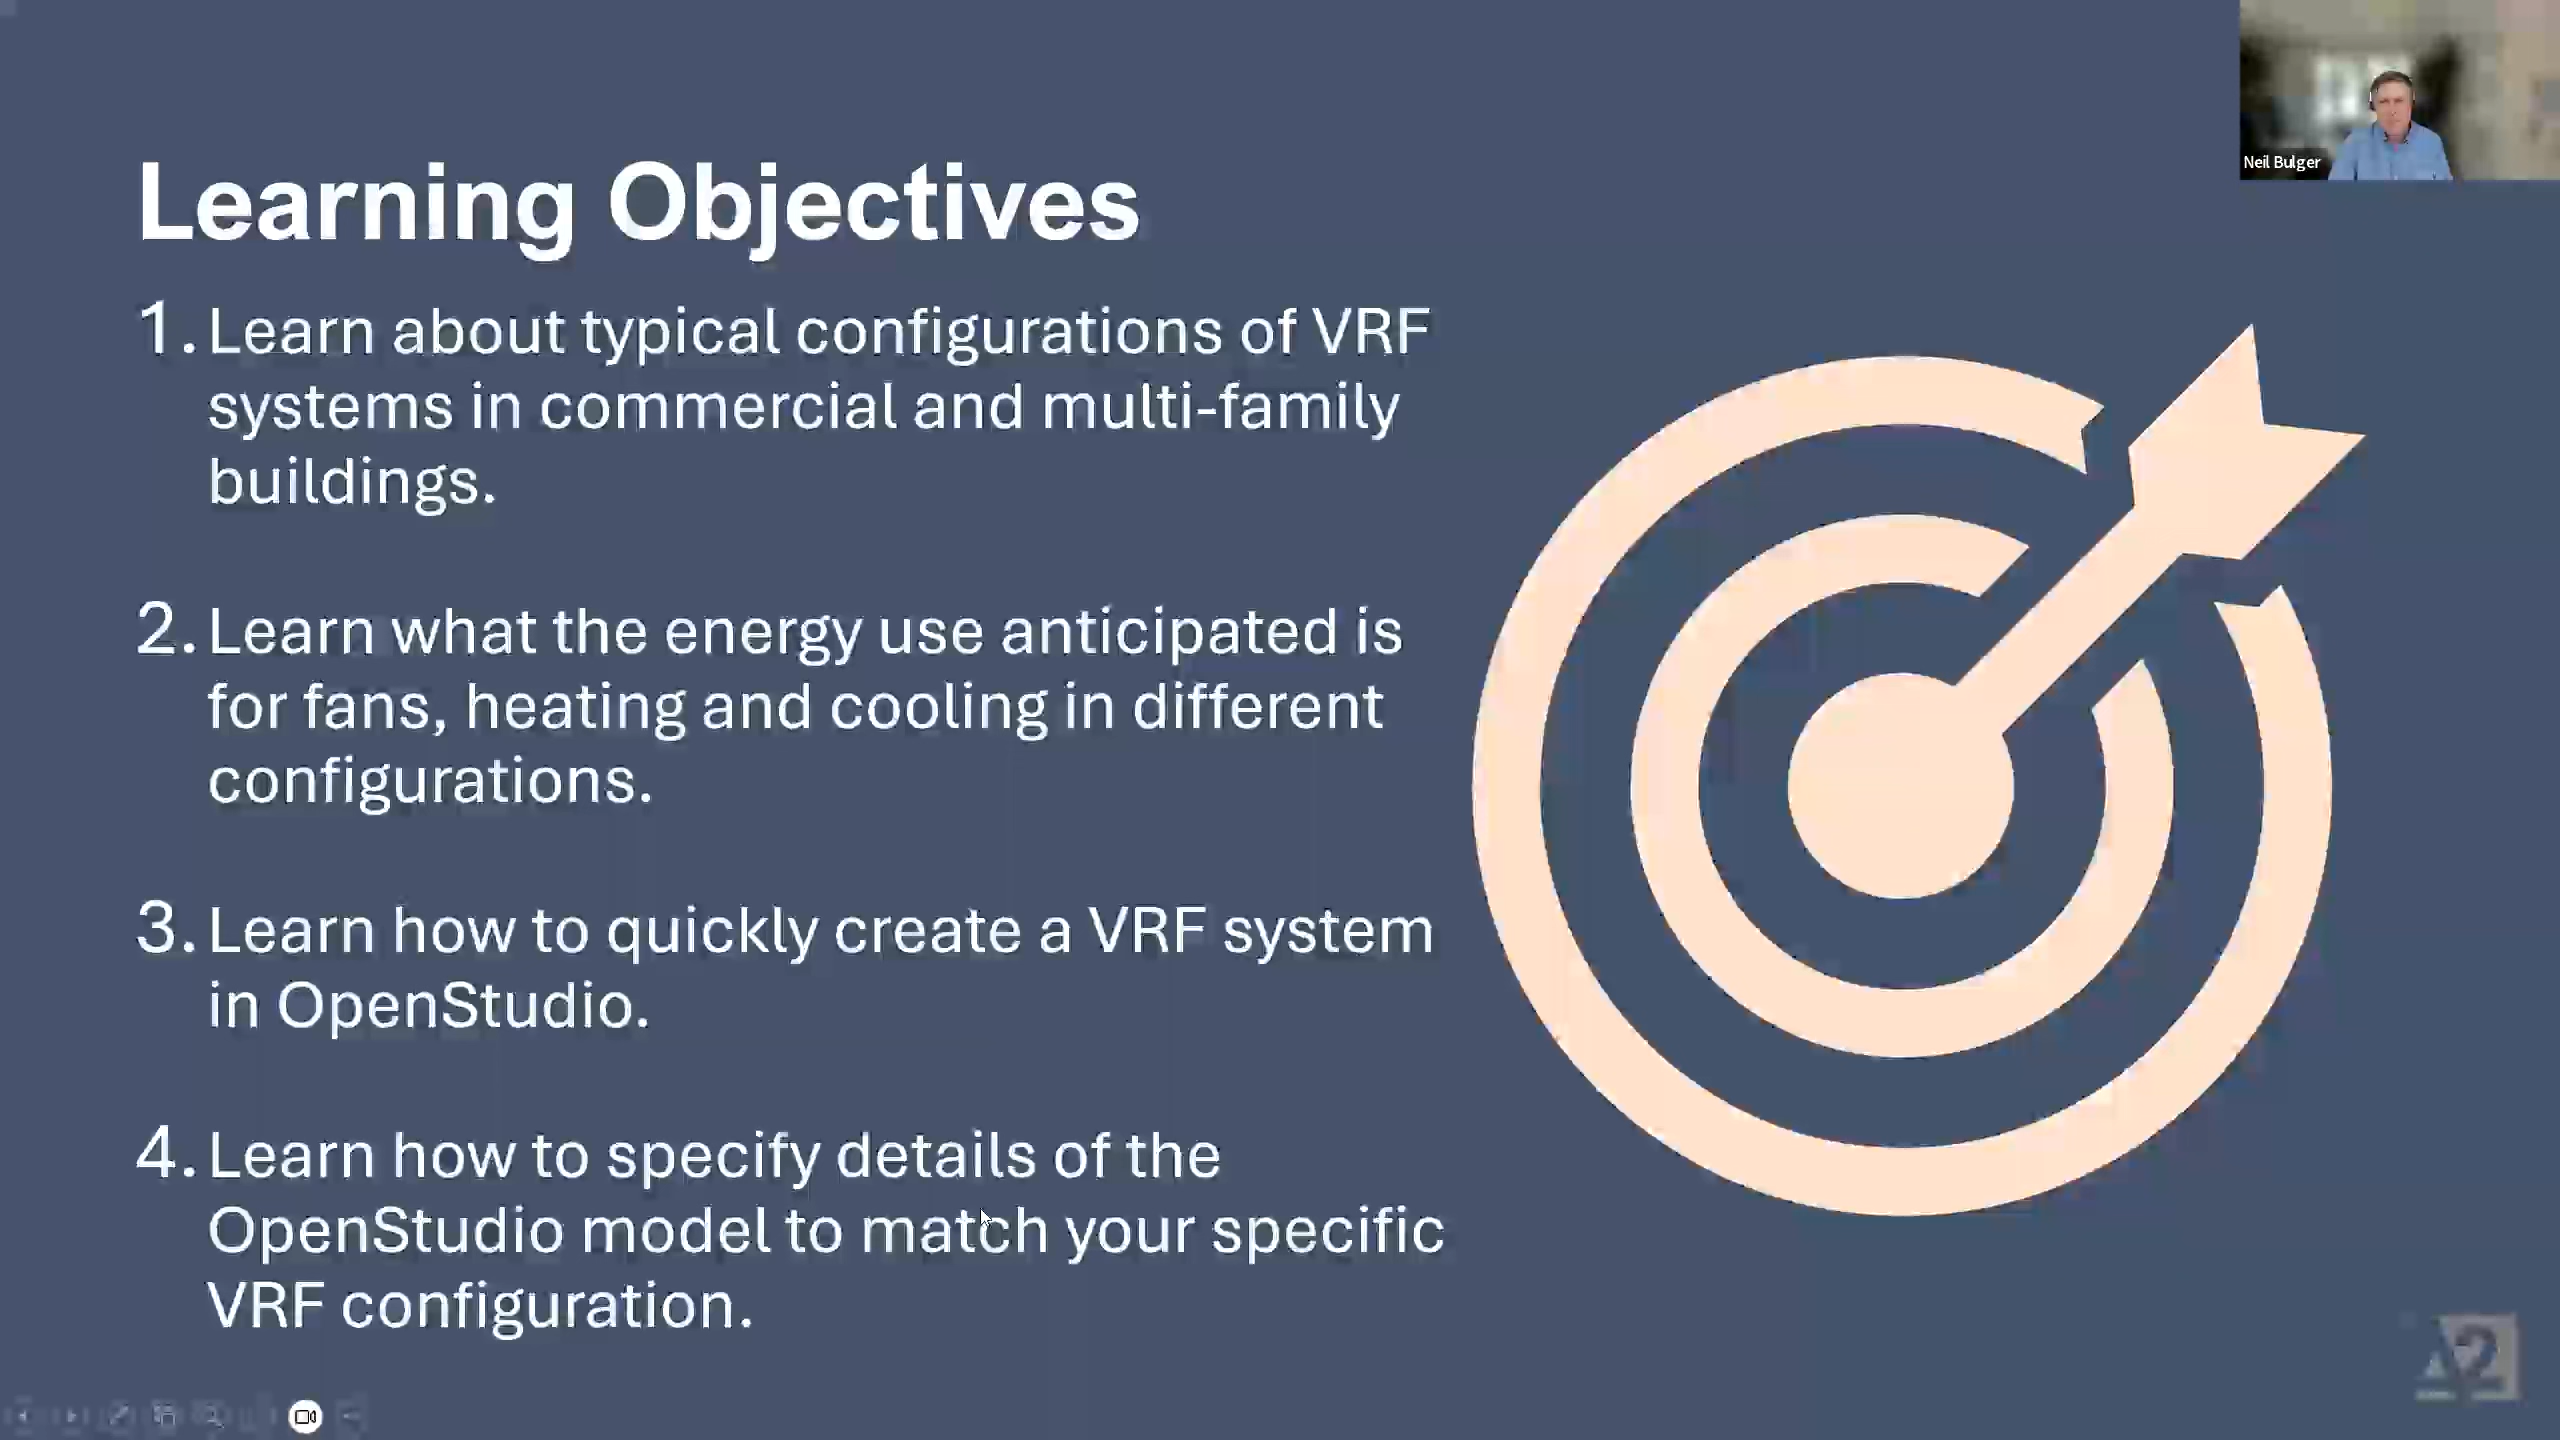 Neil Bulger
Learning Objectives
1. Learn about typical configurations of VRF
systems in commercial and multi-family
buildings.
2. Learn what the energy use anticipated is
for fans, heating and cooling in different
configurations.
3. Learn how to quickly create a VRF system
in OpenStudio.
4. Learn how to specify details of the
OpenStudio model to match your specific
VRF configuration.